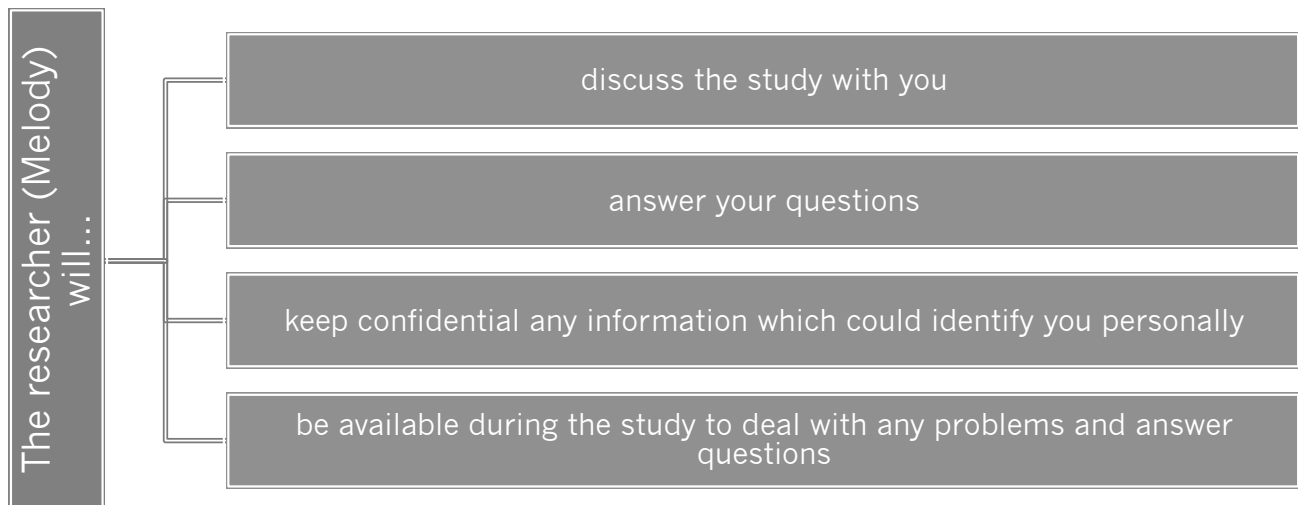 The researcher (Melody)
will...
discuss the study with you
answer your questions
keep confidential any information which could identify you personally
be available during the study to deal with any problems and answer
questions